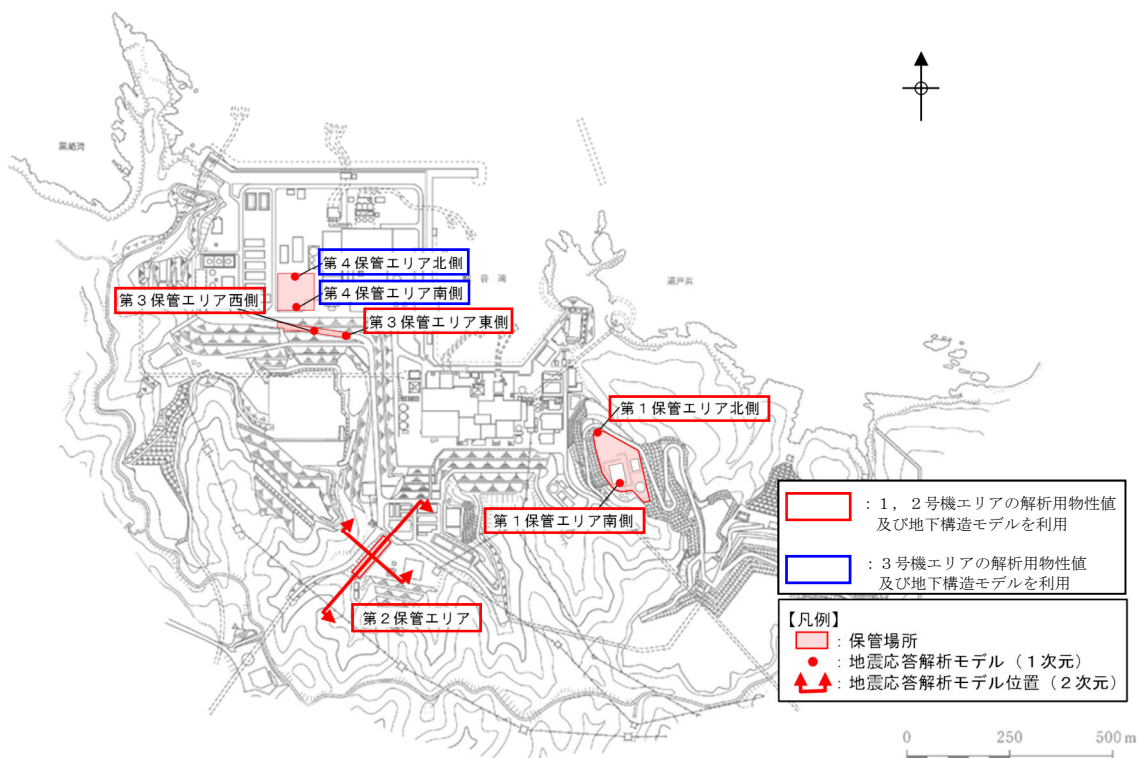 第４保管エリア北側
第４保管エリア南側
第３保管エリア西側
第３保管エリア東側
第１保管エリア北側
第１保管エリア南側
第２保管エリア
：１，２号機エリアの解析用物性値
及び地下構造モデルを利用
：３号機エリアの解析用物性値
及び地下構造モデルを利用
【凡例】
：保管場所
：地震応答解析モデル（１次元）
：地震応答解析モデル位置（２次元）
0 250 500 m